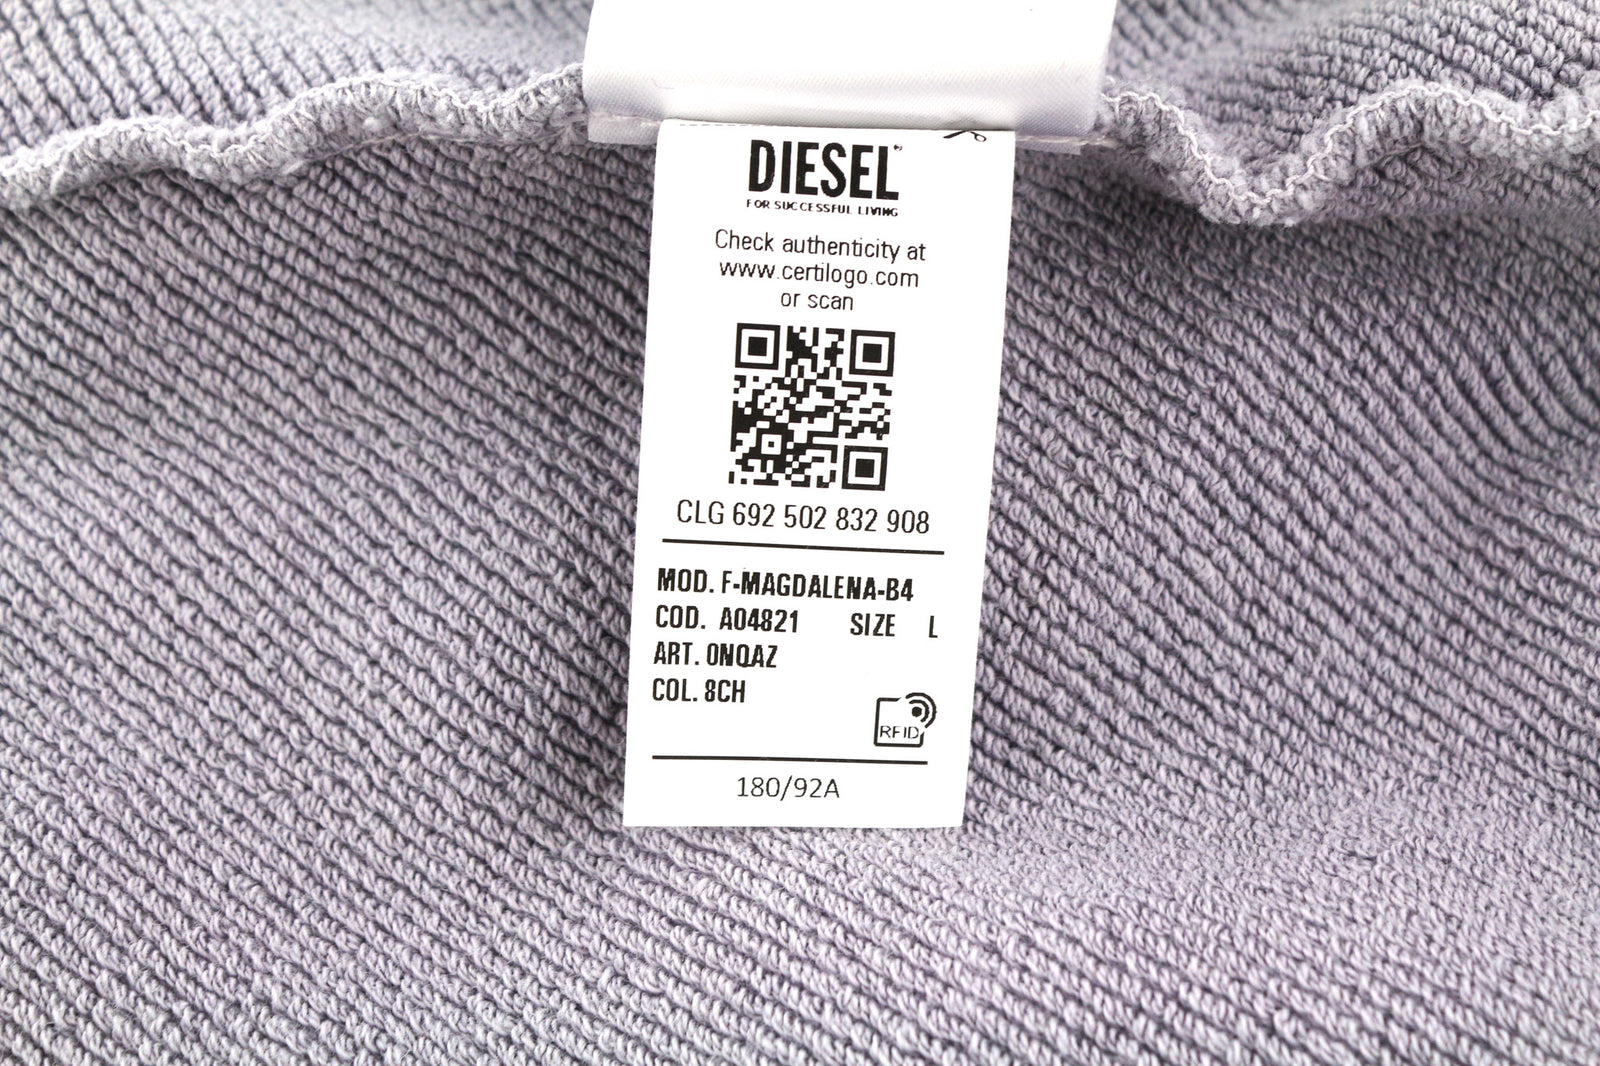 DIESEL
FOR SUCCESSFUL LIVING
Check authenticity at
www.certilogo.com
or scan
CLG 692 502 832 908
MOD. F-MAGDALENA-B4
COD. A04821 SIZE L
ART. 0NQAZ
COL. 8CH
RFID
180/92A